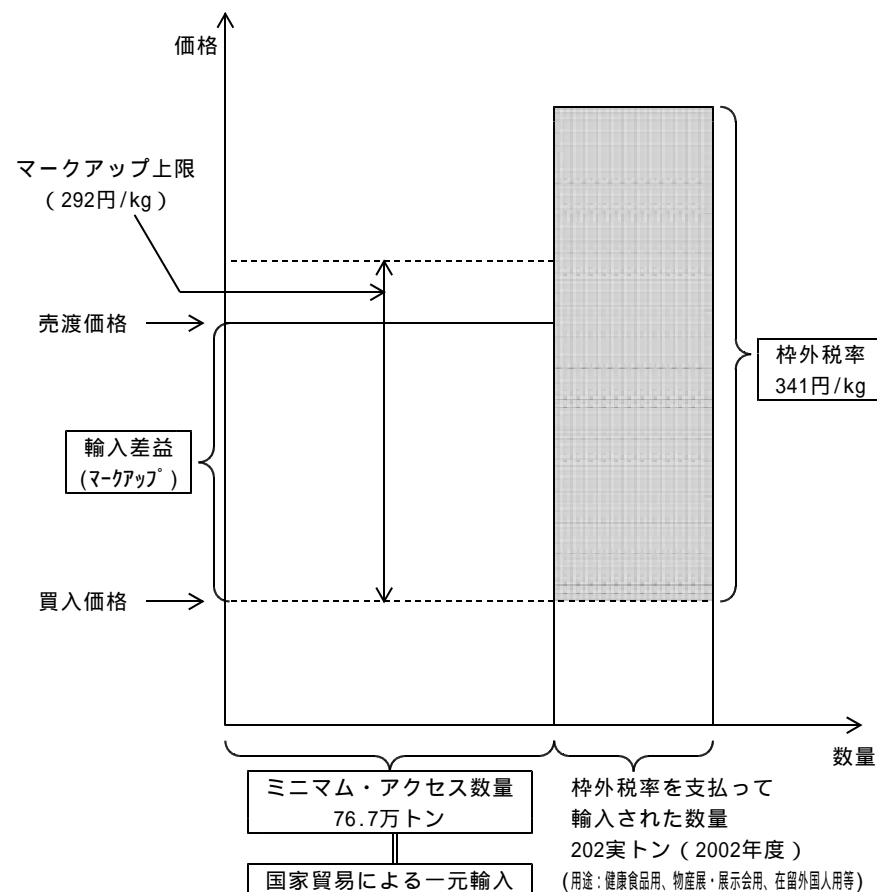 価格
マークアップ上限
(292円/kg)
売渡価格
枠外税率
341円/kg
輸入差益
(マークアップ)
買入価格
数量
ミニマム・アクセス数量
76.7万トン
国家貿易による一元輸入
枠外税率を支払って
輸入された数量
202実トン(2002年度)
(用途:健康食品用、物産展・展示会用、在留外国人用等)